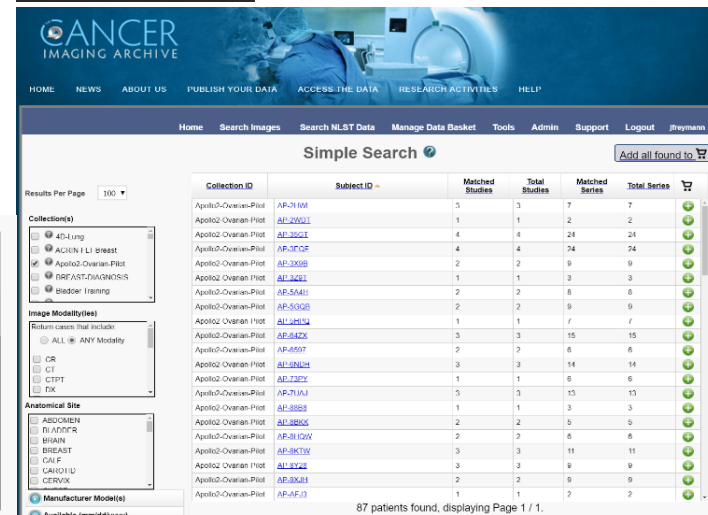 CANCER
IMAGING ARCHIVE
HOME NEWS ABOUT US PUBLISH YOUR DATA ACCESS THE DATA RESEARCH ACTIVITIES HELP
Home Search Images Search NLST Data Manage Data Basket Tools Admin Support Logout jfreymann
Simple Search
Add all found to
Results Per Page 100
Collection ID Subject ID Matched Studies Total Studies Matched Series Total Series
Collection(s)
4D-Lung
ACRIN-FLT-Breast
Apollo2-Ovarian-Pilot
BREAST-DIAGNOSIS
Bladder Training
Image Modality(ies)
Return cases that include:
ALL ANY Modality
CR
CT
CTPT
DX
Anatomical Site
ABDOMEN
BLADDER
BRAIN
BREAST
CALF
CAROTID
CERVIX
Manufacturer Model(s)
Apollo2-Ovarian-Pilot AP-2HWL 3 3 7 7
Apollo2-Ovarian-Pilot AP-2WDT 1 1 2 2
Apollo2-Ovarian-Pilot AP-35GT 4 4 24 24
Apollo2-Ovarian-Pilot 4 4 24 24
Apollo2-Ovarian-Pilot AP-3X9B 2 2 9 9
Apollo2-Ovarian-Pilot AP-3Z9T 1 1 3 3
Apollo2-Ovarian-Pilot AP-5A4H 2 2 8 8
Apollo2-Ovarian-Pilot AP-5GQB 2 2 9 9
Apollo2-Ovarian-Pilot AP-5HPQ 1 1 7 7
Apollo2-Ovarian-Pilot AP-64ZX 3 3 15 15
Apollo2-Ovarian-Pilot AP-6597 2 2 6 6
Apollo2-Ovarian-Pilot AP-6NDH 3 3 14 14
Apollo2-Ovarian-Pilot AP-73PY 1 1 6 6
Apollo2-Ovarian-Pilot AP-7UAJ 3 3 13 13
Apollo2-Ovarian-Pilot AP-88B8 1 1 3 3
Apollo2-Ovarian-Pilot AP-8BKX 2 2 5 5
Apollo2-Ovarian-Pilot AP-8HQW 2 2 6 6
Apollo2-Ovarian-Pilot AP-8KTW 3 3 11 11
Apollo2-Ovarian-Pilot AP-8Y28 3 3 9 9
Apollo2-Ovarian-Pilot AP-9XJH 2 2 9 9
Apollo2-Ovarian-Pilot 1 1 2 2
87 patients found, displaying Page 1 / 1.